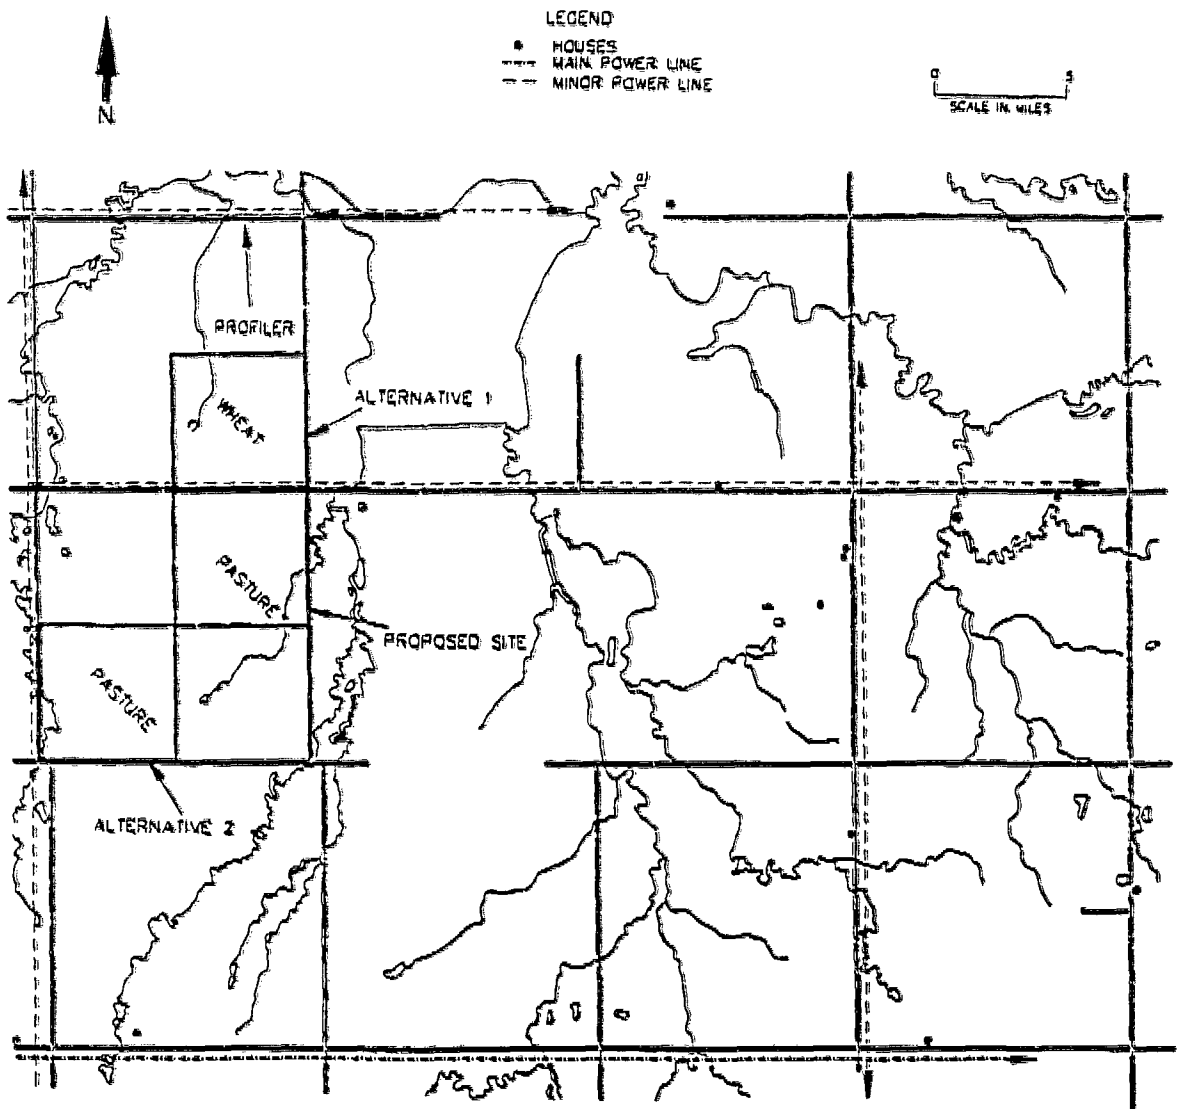 LEGEND
HOUSES
MAIN POWER LINE
MINOR POWER LINE
N
0 5
SCALE IN MILES
PROFILER
WHEAT
ALTERNATIVE 1
PASTURE
PROPOSED SITE
PASTURE
ALTERNATIVE 2